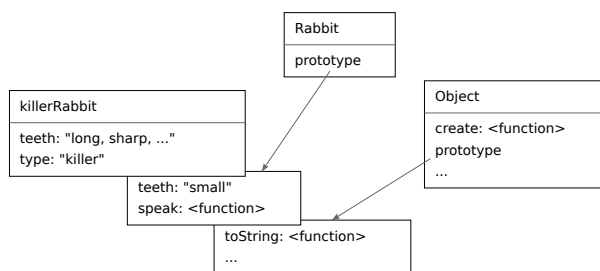 Rabbit
prototype
killerRabbit
teeth: "long, sharp, ..."
type: "killer"
Object
create: <function>
prototype
...
teeth: "small"
speak: <function>
toString: <function>
...